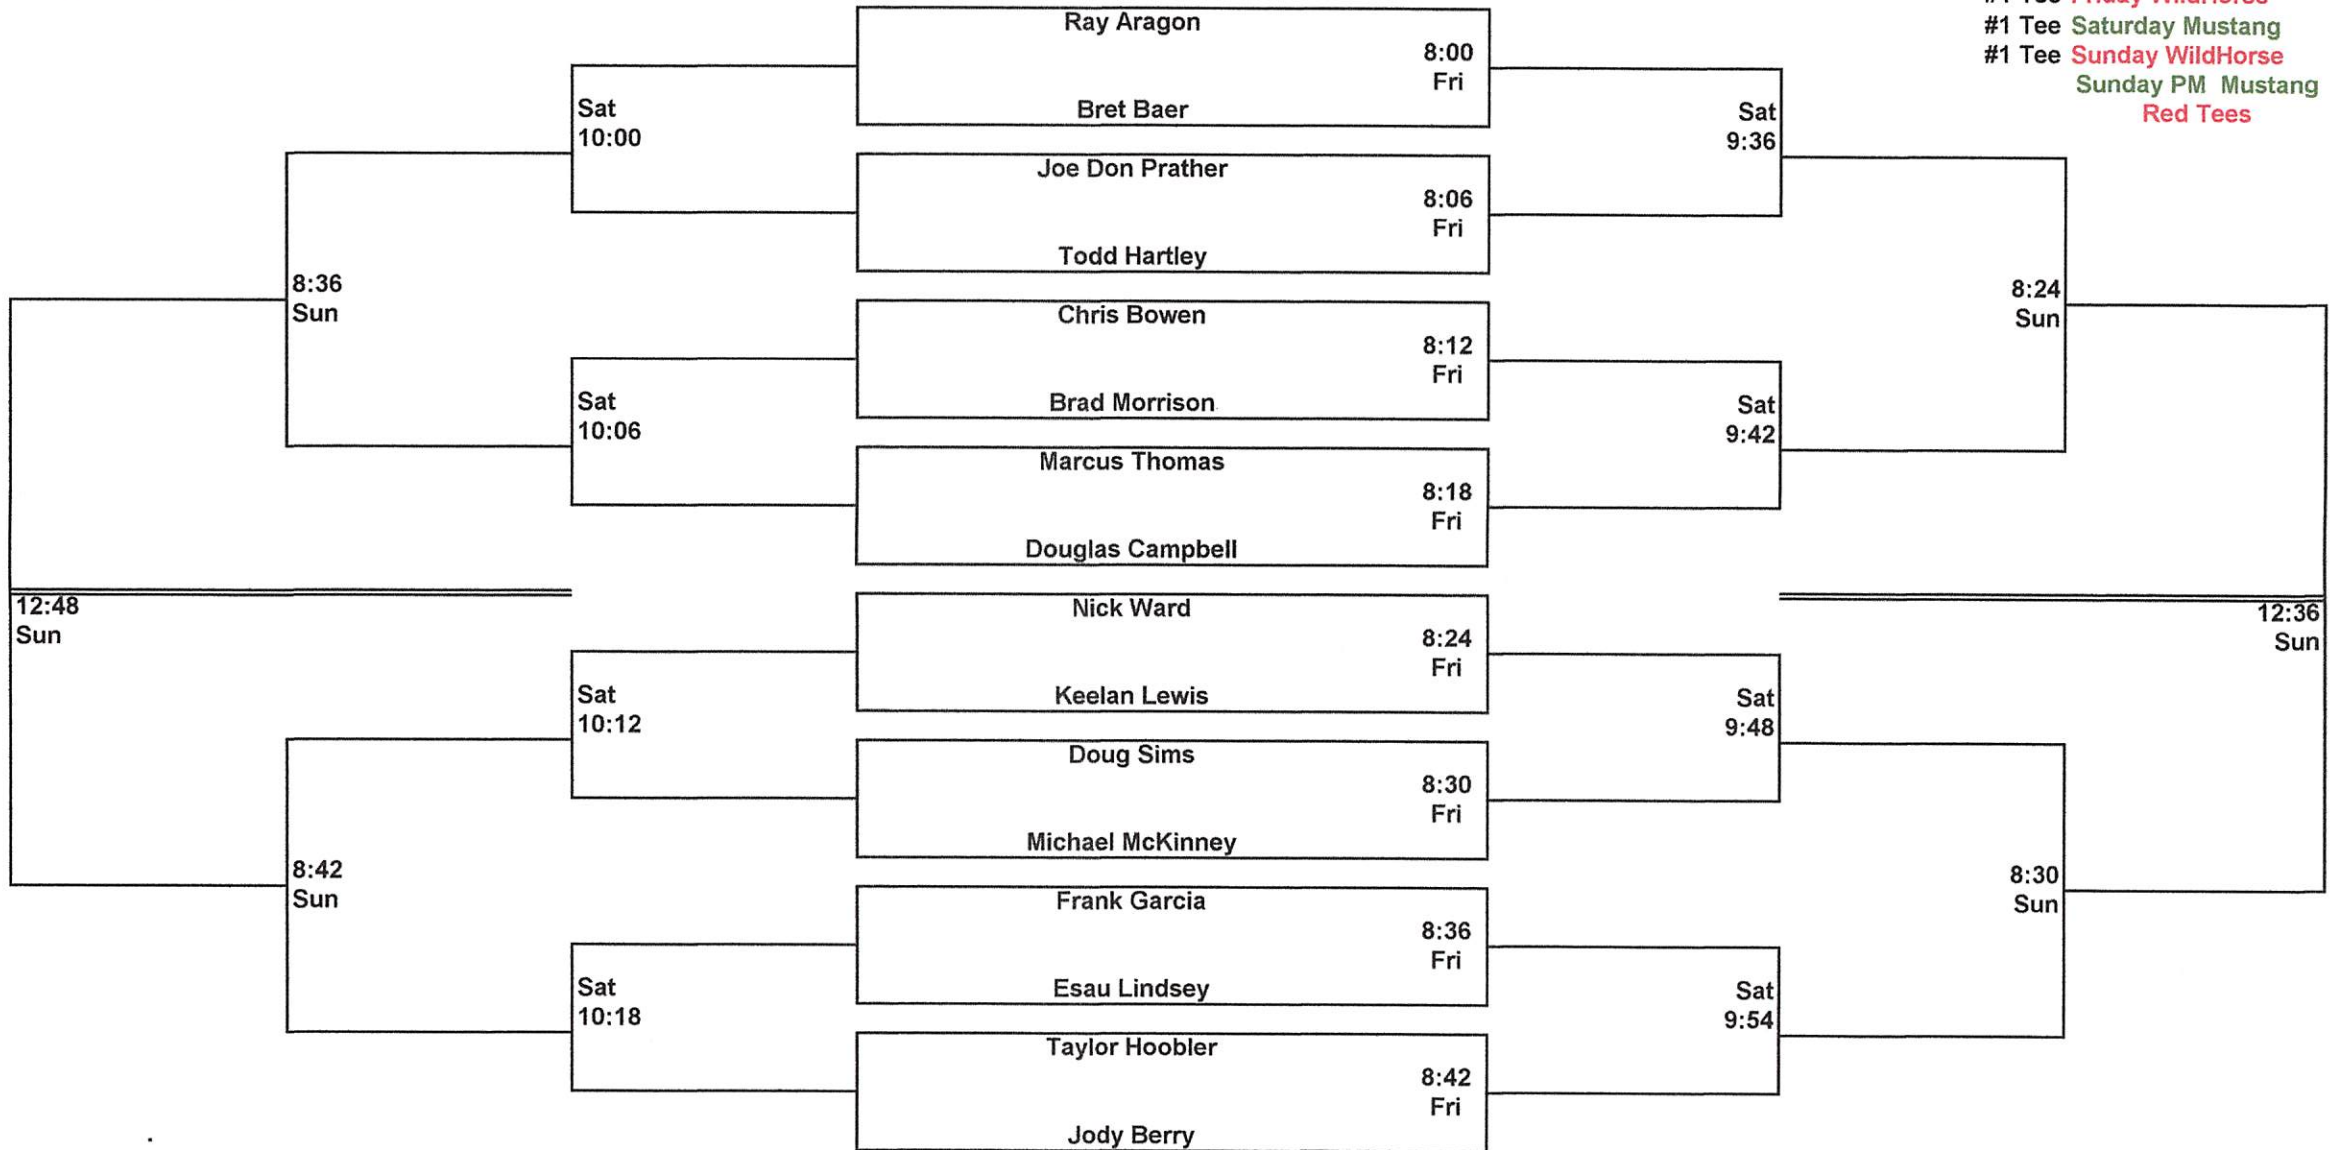 #1 Tee Friday WildHorse
#1 Tee Saturday Mustang
#1 Tee Sunday WildHorse
Sunday PM Mustang
Red Tees
Ray Aragon
8:00
Fri
Bret Baer
Joe Don Prather
8:06
Fri
Todd Hartley
Chris Bowen
8:12
Fri
Brad Morrison
Marcus Thomas
8:18
Fri
Douglas Campbell
Nick Ward
8:24
Fri
Keelan Lewis
Doug Sims
8:30
Fri
Michael McKinney
Frank Garcia
8:36
Fri
Esau Lindsey
Taylor Hoobler
8:42
Fri
Jody Berry
Sat
10:00
Sat
10:06
Sat
10:12
Sat
10:18
8:36
Sun
8:42
Sun
12:48
Sun
Sat
9:36
Sat
9:42
Sat
9:48
Sat
9:54
8:24
Sun
8:30
Sun
12:36
Sun